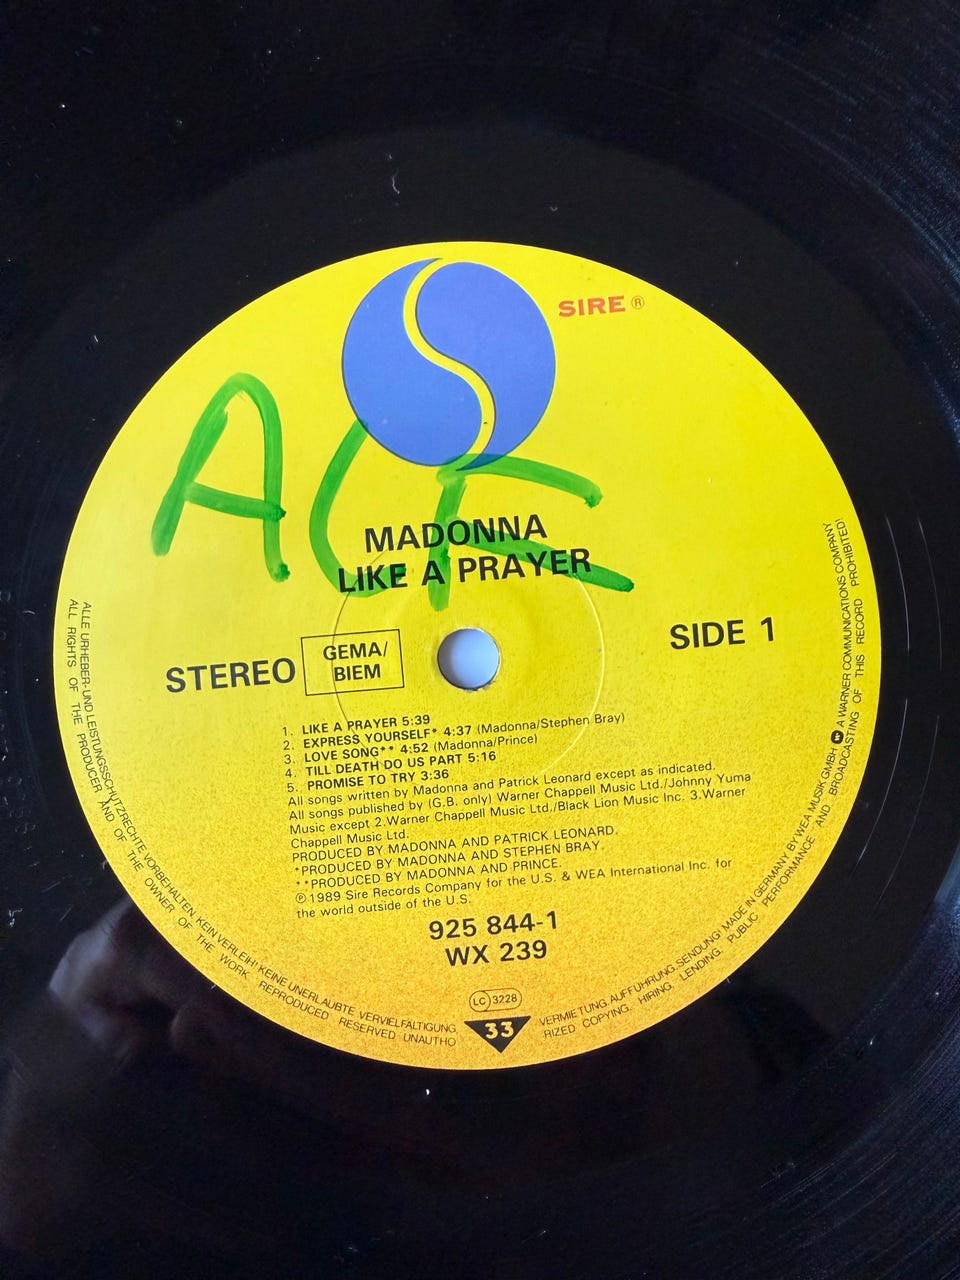 SIRE ®
ACK
MADONNA
LIKE A PRAYER
STEREO
GEMA/
BIEM
SIDE 1
1. LIKE A PRAYER 5:39
2. EXPRESS YOURSELF* 4:37 (Madonna/Stephen Bray)
3. LOVE SONG** 4:52 (Madonna/Prince)
4. TILL DEATH DO US PART 5:16
5. PROMISE TO TRY 3:36
All songs written by Madonna and Patrick Leonard except as indicated.
All songs published by (G.B. only) Warner Chappell Music Ltd./Johnny Yuma
Music except 2.Warner Chappell Music Ltd./Black Lion Music Inc. 3.Warner
Chappell Music Ltd.
PRODUCED BY MADONNA AND PATRICK LEONARD.
*PRODUCED BY MADONNA AND STEPHEN BRAY.
**PRODUCED BY MADONNA AND PRINCE.
℗1989 Sire Records Company for the U.S. & WEA International Inc. for
the world outside of the U.S.
925 844-1
WX 239
LC 3228
33
ALLE URHEBER- UND LEISTUNGSSCHUTZRECHTE VORBEHALTEN. KEIN VERLEIH! KEINE UNERLAUBTE VERVIELFÄLTIGUNG, VERMIETUNG, AUFFÜHRUNG, SENDUNG! MADE IN GERMANY BY WEA MUSIK GMBH A WARNER COMMUNICATIONS COMPANY
ALL RIGHTS OF THE PRODUCER AND OF THE OWNER OF THE WORK REPRODUCED RESERVED UNAUTHORIZED COPYING, HIRING, LENDING, PUBLIC PERFORMANCE AND BROADCASTING OF THIS RECORD PROHIBITED!